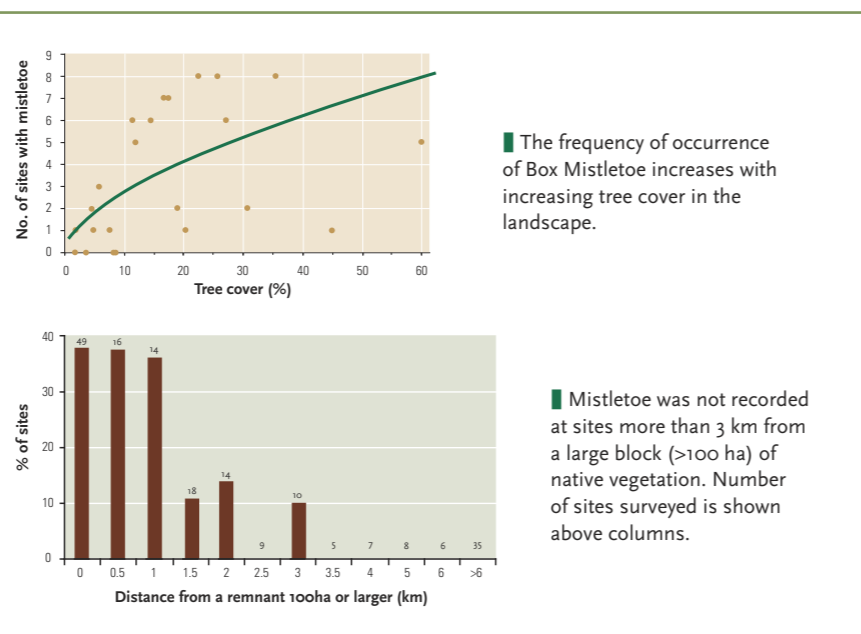 9
8
7
6
5
4
3
2
1
0
No. of sites with mistletoe
0 10 20 30 40 50 60
Tree cover (%)
The frequency of occurrence
of Box Mistletoe increases with
increasing tree cover in the
landscape.
40
30
20
10
0
% of sites
49 16 14 18 14 9 10 5 7 8 6 35
0 0.5 1 1.5 2 2.5 3 3.5 4 5 6 >6
Distance from a remnant 100ha or larger (km)
Mistletoe was not recorded
at sites more than 3 km from
a large block (>100 ha) of
native vegetation. Number
of sites surveyed is shown
above columns.